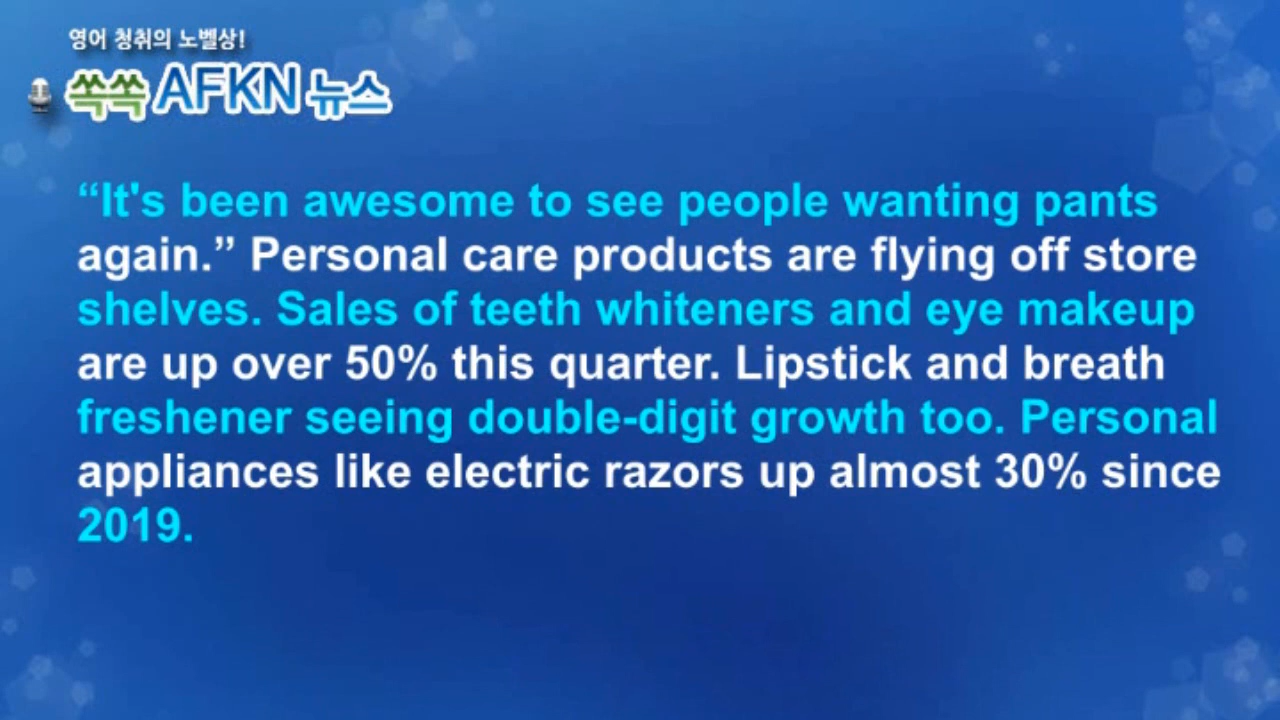 영어 청취의 노벨상!
쏙쏙 AFKN 뉴스
“It's been awesome to see people wanting pants
again.” Personal care products are flying off store
shelves. Sales of teeth whiteners and eye makeup
are up over 50% this quarter. Lipstick and breath
freshener seeing double-digit growth too. Personal
appliances like electric razors up almost 30% since
2019.